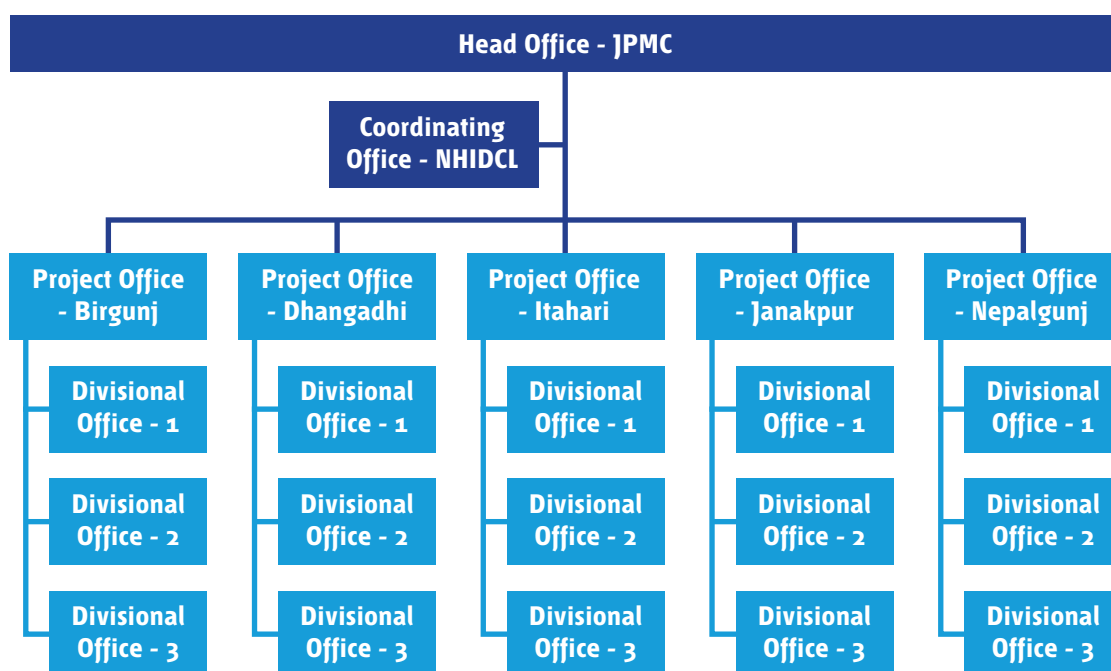 Head Office - JPMC
Coordinating
Office - NHIDCL
Project Office
- Birgunj
Project Office
- Dhangadhi
Project Office
- Itahari
Project Office
- Janakpur
Project Office
- Nepalgunj
Divisional
Office - 1
Divisional
Office - 1
Divisional
Office - 1
Divisional
Office - 1
Divisional
Office - 1
Divisional
Office - 2
Divisional
Office - 2
Divisional
Office - 2
Divisional
Office - 2
Divisional
Office - 2
Divisional
Office - 3
Divisional
Office - 3
Divisional
Office - 3
Divisional
Office - 3
Divisional
Office - 3